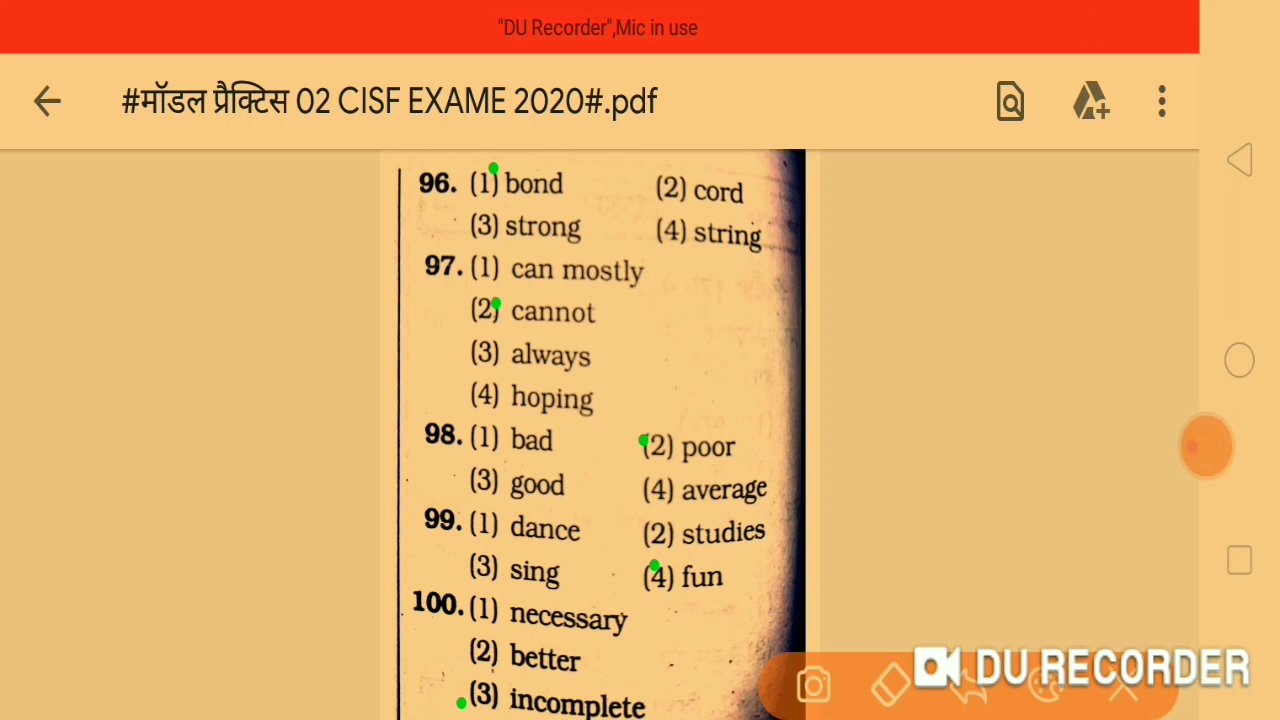 "DU Recorder",Mic in use
#मॉडल प्रैक्टिस 02 CISF EXAME 2020#.pdf
96. (1) bond (2) cord
(3) strong (4) string
97. (1) can mostly
(2) cannot
(3) always
(4) hoping
98. (1) bad (2) poor
(3) good (4) average
99. (1) dance (2) studies
(3) sing (4) fun
100. (1) necessary
(2) better
(3) incomplete
DU RECORDER